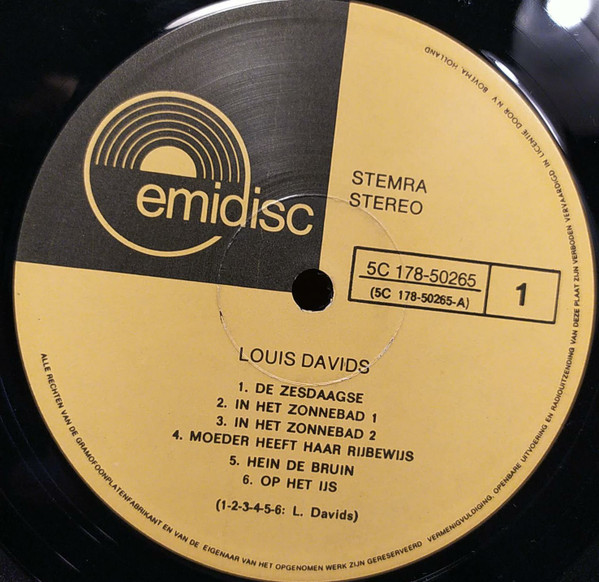 emidisc
STEMRA
STEREO
5C 178-50265
(5C 178-50265-A)
1
LOUIS DAVIDS
1. DE ZESDAAGSE
2. IN HET ZONNEBAD 1
3. IN HET ZONNEBAD 2
4. MOEDER HEEFT HAAR RIJBEWIJS
5. HEIN DE BRUIN
6. OP HET IJS
(1-2-3-4-5-6: L. Davids)
ALLE RECHTEN VAN DE GRAMOFOONPLATENFABRIKANT EN VAN DE EIGENAAR VAN HET OPGENOMEN WERK ZIJN GERESERVEERD VERMENIGVULDIGING, OPENBARE UITVOERING EN RADIOUITZENDING VAN DEZE PLAAT ZIJN VERBODEN VERVAARDIGD IN LICENTIE DOOR N.V. BOVEMA HOLLAND